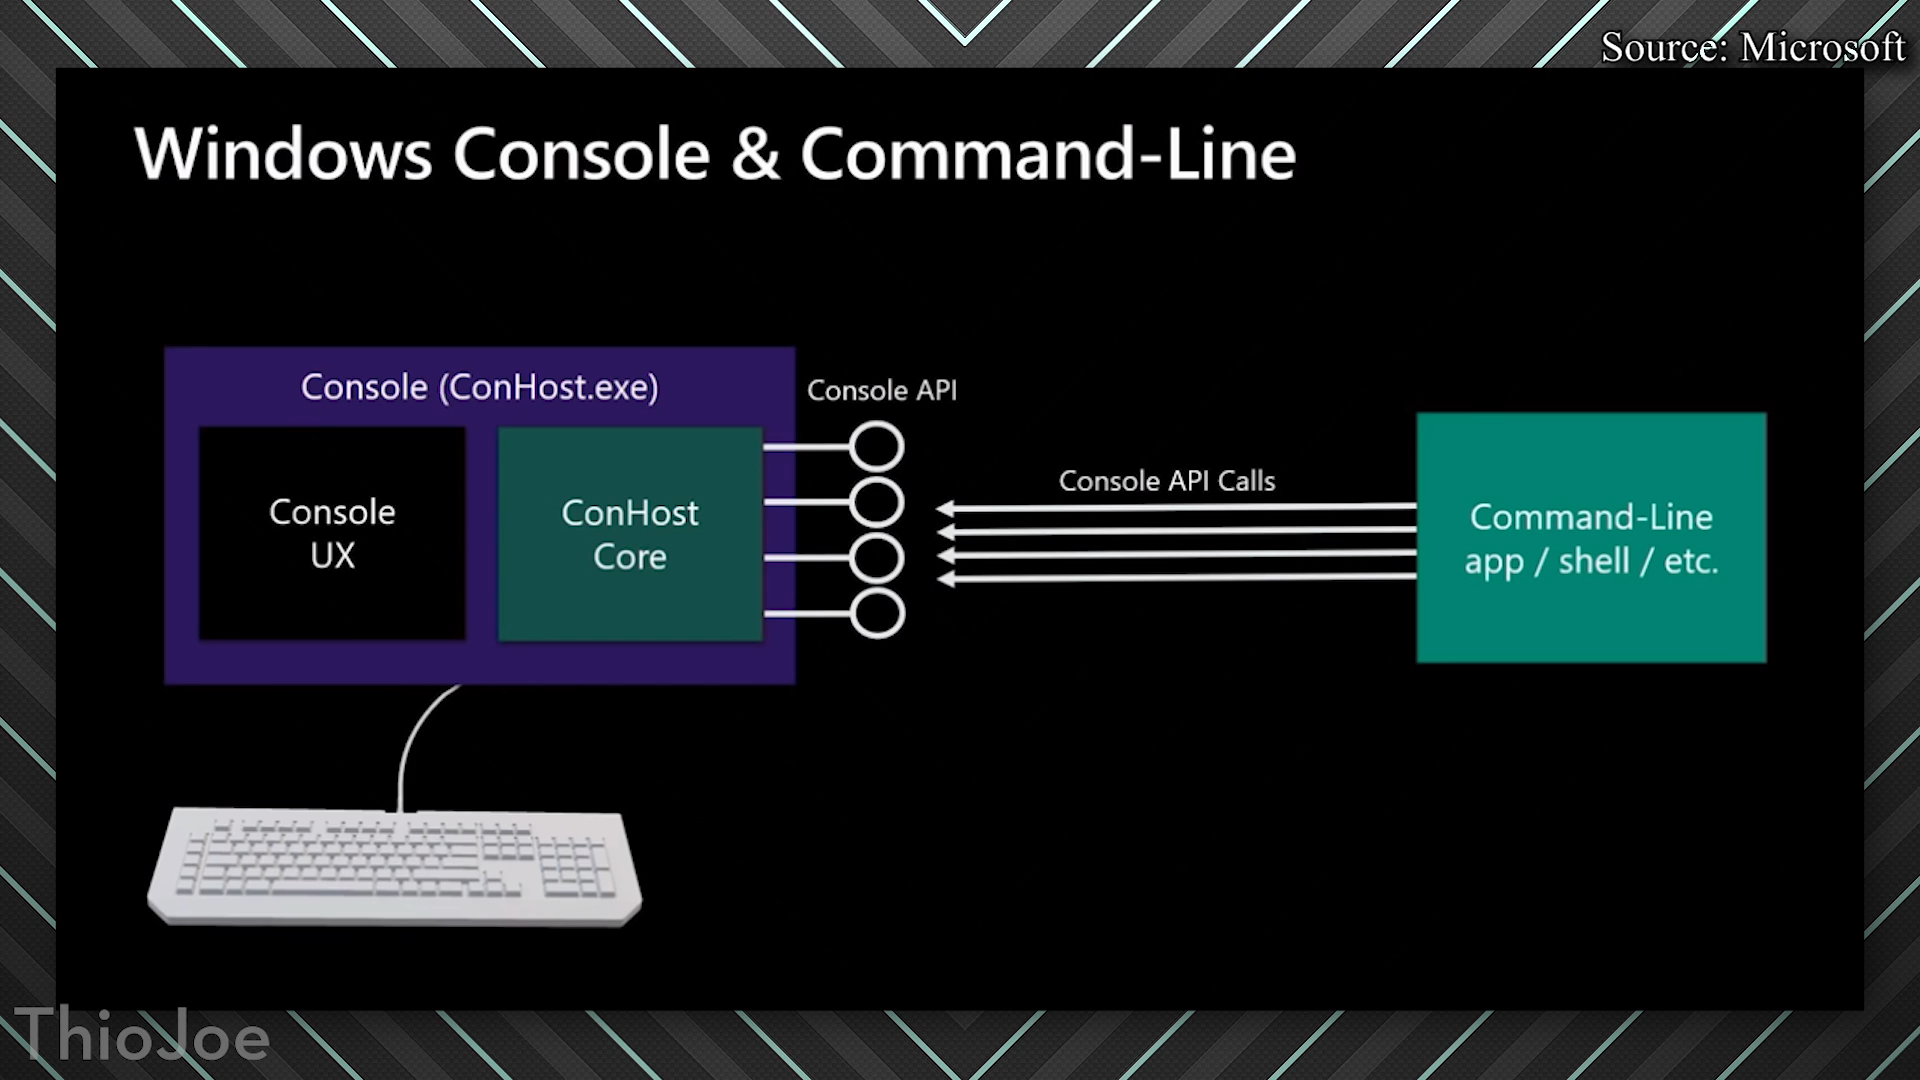 Source: Microsoft
Windows Console & Command-Line
Console (ConHost.exe)
Console
UX
ConHost
Core
Console API
Console API Calls
Command-Line
app / shell / etc.
ThioJoe